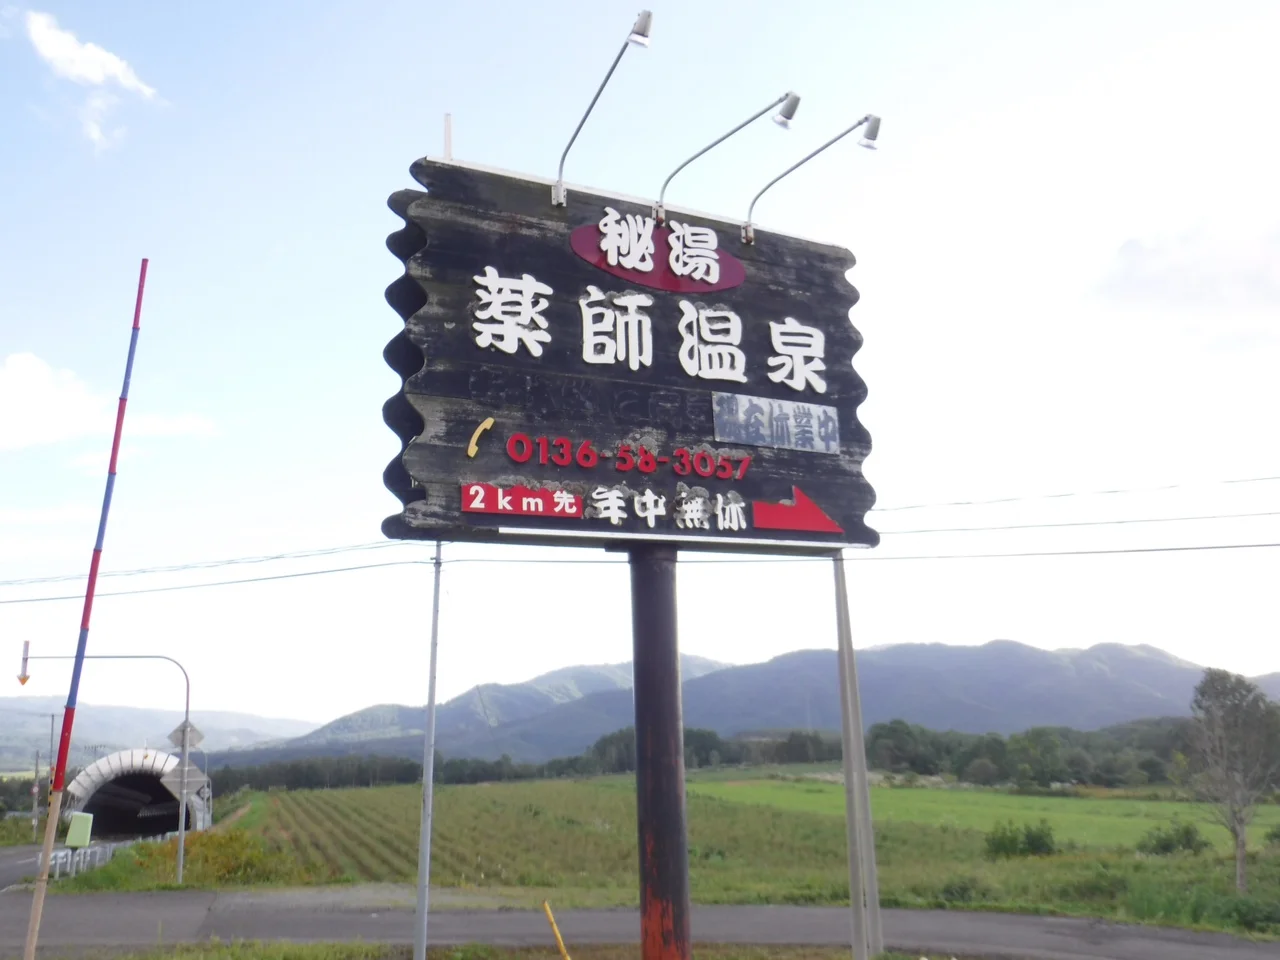 秘湯
薬師温泉
現在休業中
0136-58-3057
2km先 年中無休